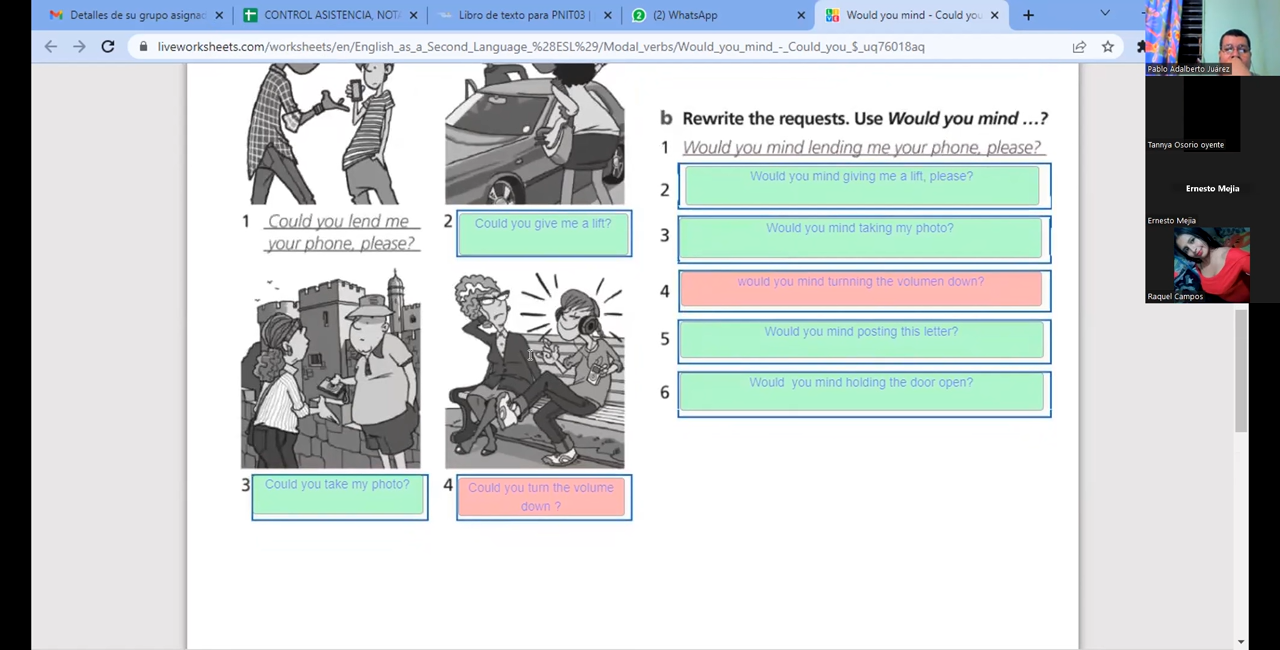 Detalles de su grupo asignad
CONTROL ASISTENCIA, NOTA
Libro de texto para PNIT03 |
(2) WhatsApp
Would you mind - Could you
liveworksheets.com/worksheets/en/English_as_a_Second_Language_%28ESL%29/Modal_verbs/Would_you_mind_-_Could_you_$_uq76018aq
1 Could you lend me
your phone, please?
2 Could you give me a lift?
3 Could you take my photo?
4 Could you turn the volume
down ?
b Rewrite the requests. Use Would you mind ...?
1 Would you mind lending me your phone, please?
2 Would you mind giving me a lift, please?
3 Would you mind taking my photo?
4 would you mind turnning the volumen down?
5 Would you mind posting this letter?
6 Would you mind holding the door open?
Pablo Adalberto Juárez
Tannya Osorio oyente
Ernesto Mejia
Ernesto Mejia
Raquel Campos